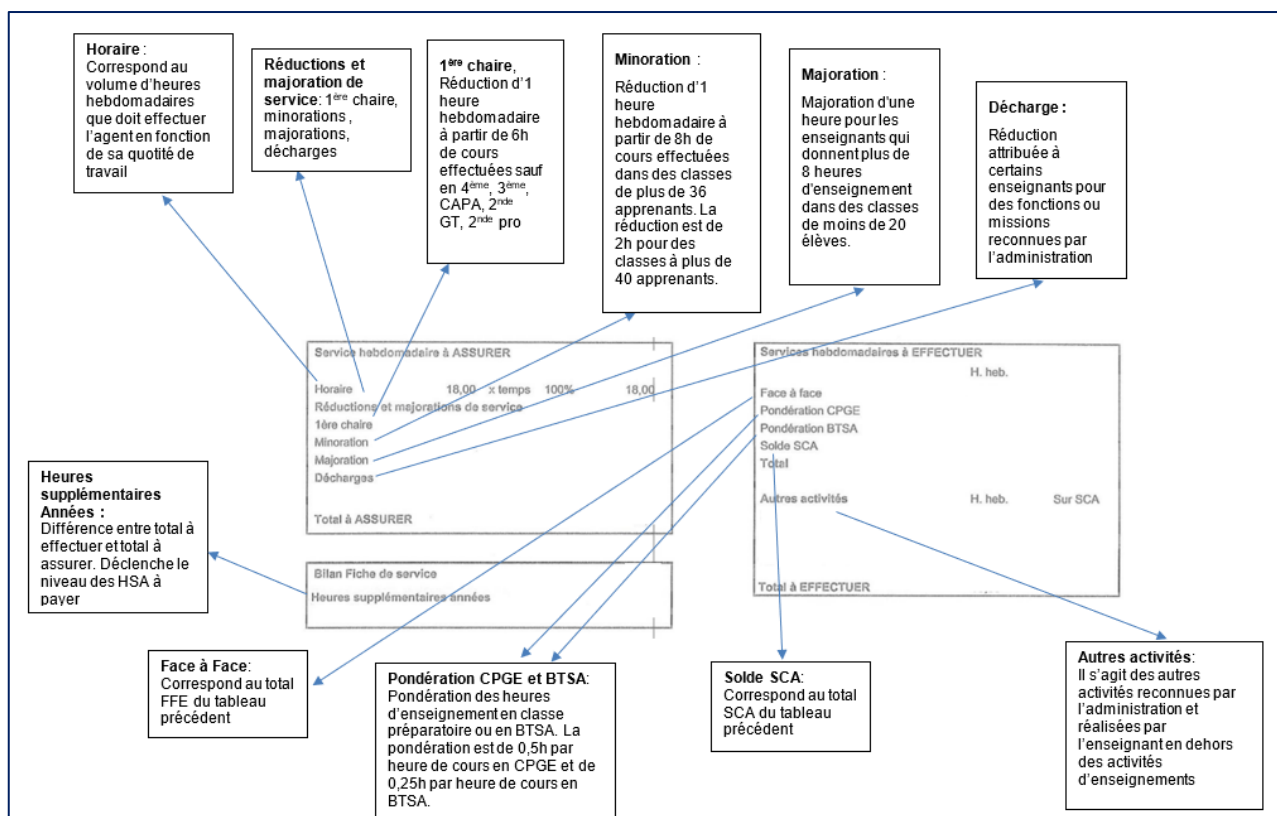 Horaire :
Correspond au
volume d'heures
hebdomadaires
que doit effectuer
l'agent en fonction
de sa quotité de
travail
Réductions et
majoration de
service: 1ère chaire,
minorations ,
majorations,
décharges
1ère chaire,
Réduction d'1
heure
hebdomadaire
à partir de 6h
de cours
effectuées sauf
en 4ème, 3ème,
CAPA, 2nde
GT, 2nde pro
Minoration :
Réduction d'1
heure
hebdomadaire à
partir de 8h de
cours effectuées
dans des classes
de plus de 36
apprenants. La
réduction est de
2h pour des
classes à plus de
40 apprenants.
Majoration :
Majoration d'une
heure pour les
enseignants qui
donnent plus de
8 heures
d'enseignement
dans des classes
de moins de 20
élèves.
Décharge :
Réduction
attribuée à
certains
enseignants pour
des fonctions ou
missions
reconnues par
l'administration
Service hebdomadaire à ASSURER
Horaire 18,00 x temps 100% 18,00
Réductions et majorations de service
1ère chaire
Minoration
Majoration
Décharges
Total à ASSURER
Services hebdomadaires à EFFECTUER
H. heb.
Face à face
Pondération CPGE
Pondération BTSA
Solde SCA
Total
Autres activités H. heb. Sur SCA
Total à EFFECTUER
Heures
supplémentaires
Années :
Différence entre total à
effectuer et total à
assurer. Déclenche le
niveau des HSA à
payer
Bilan Fiche de service
Heures supplémentaires années
Face à Face:
Correspond au total
FFE du tableau
précédent
Pondération CPGE et BTSA:
Pondération des heures
d'enseignement en classe
préparatoire ou en BTSA. La
pondération est de 0,5h par
heure de cours en CPGE et de
0,25h par heure de cours en
BTSA.
Solde SCA:
Correspond au total
SCA du tableau
précédent
Autres activités:
Il s'agit des autres
activités reconnues par
l'administration et
réalisées par
l'enseignant en dehors
des activités
d'enseignements